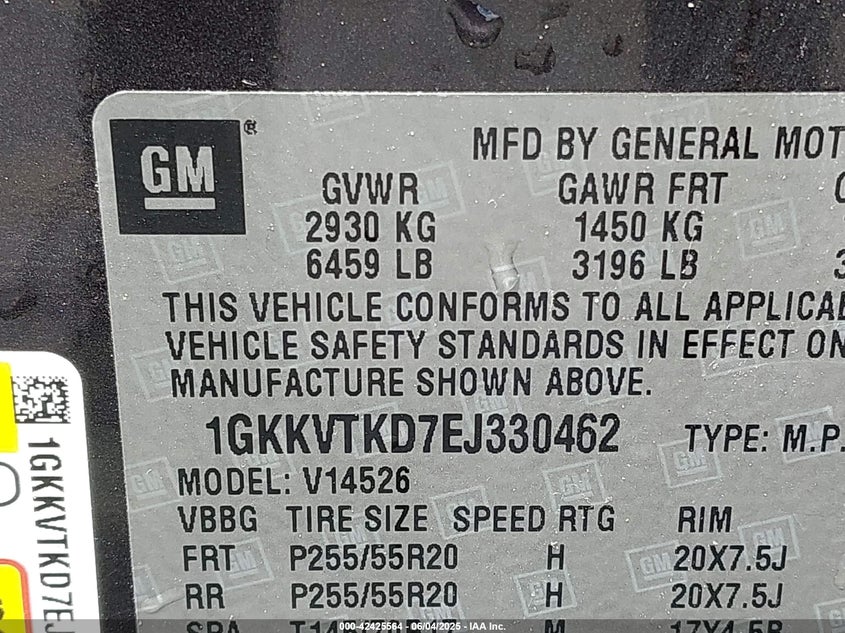 GM ®
MFD BY GENERAL MOT
GVWR GAWR FRT
2930 KG 1450 KG
6459 LB 3196 LB
THIS VEHICLE CONFORMS TO ALL APPLICAB
VEHICLE SAFETY STANDARDS IN EFFECT ON
MANUFACTURE SHOWN ABOVE.
1GKKVTKD7EJ330462 TYPE: M.P.
MODEL: V14526
VBBG TIRE SIZE SPEED RTG RIM
FRT P255/55R20 H 20X7.5J
RR P255/55R20 H 20X7.5J
SPA M 17X4.5B
1GKKVTKD7EJ
000-42425564 - 06/04/2025 - IAA Inc.